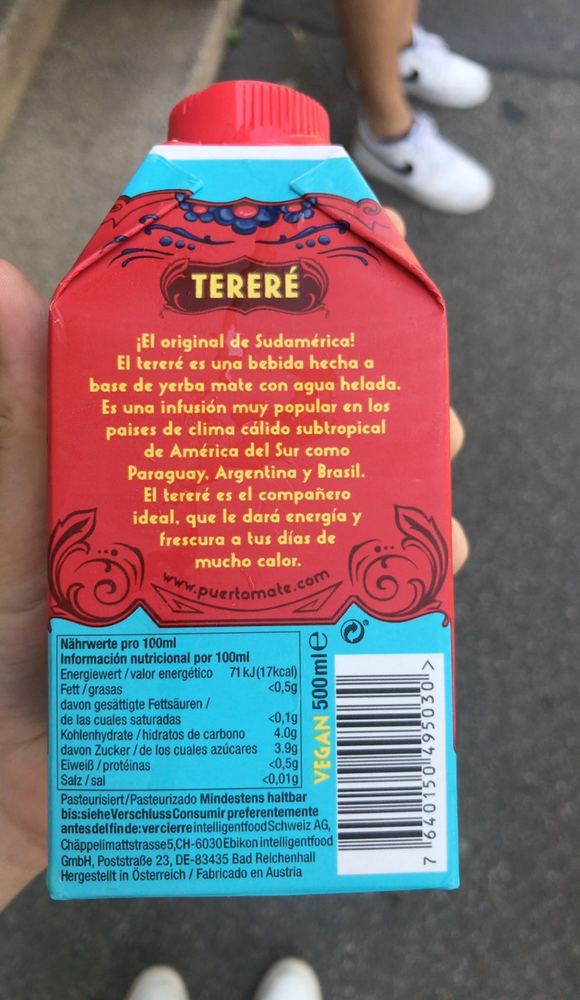 TERERÉ
¡El original de Sudamérica!
El tereré es una bebida hecha a
base de yerba mate con agua helada.
Es una infusión muy popular en los
paises de clima cálido subtropical
de América del Sur como
Paraguay, Argentina y Brasil.
El tereré es el compañero
ideal, que le dará energía y
frescura a tus días de
mucho calor.
www.puertomate.com
Nährwerte pro 100ml
Información nutricional por 100ml
Energiewert / valor energético 71 kJ (17kcal)
Fett / grasas <0,5g
davon gesättigte Fettsäuren /
de las cuales saturadas <0,1g
Kohlenhydrate / hidratos de carbono 4.0g
davon Zucker / de los cuales azúcares 3.9g
Eiweiß / proteínas <0,5g
Salz / sal <0,01g
VEGAN 500ml e
Pasteurisiert/Pasteurizado Mindestens haltbar
bis: siehe Verschluss Consumir preferentemente
antes del fin de: ver cierre intelligentfood Schweiz AG,
Chäppelimattstrasse 5, CH-6030 Ebikon intelligentfood
GmbH, Poststraße 23, DE-83435 Bad Reichenhall
Hergestellt in Österreich / Fabricado en Austria
7 640150 495030 >